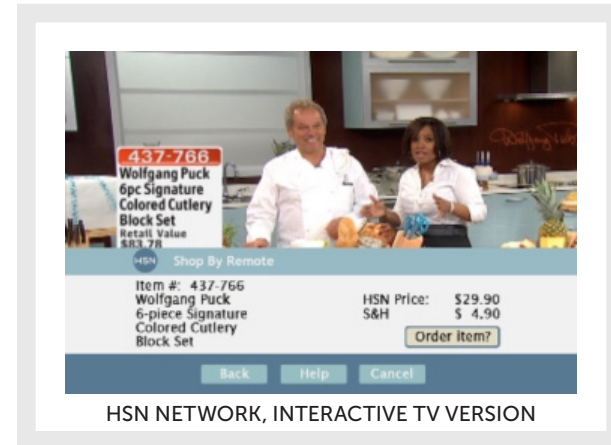 437-766
Wolfgang Puck
6pc Signature
Colored Cutlery
Block Set
Retail Value
$83.78
HSN Shop By Remote
Item #: 437-766
Wolfgang Puck
6-piece Signature
Colored Cutlery
Block Set
HSN Price: $29.90
S&H $ 4.90
Order item?
Back Help Cancel
HSN NETWORK, INTERACTIVE TV VERSION